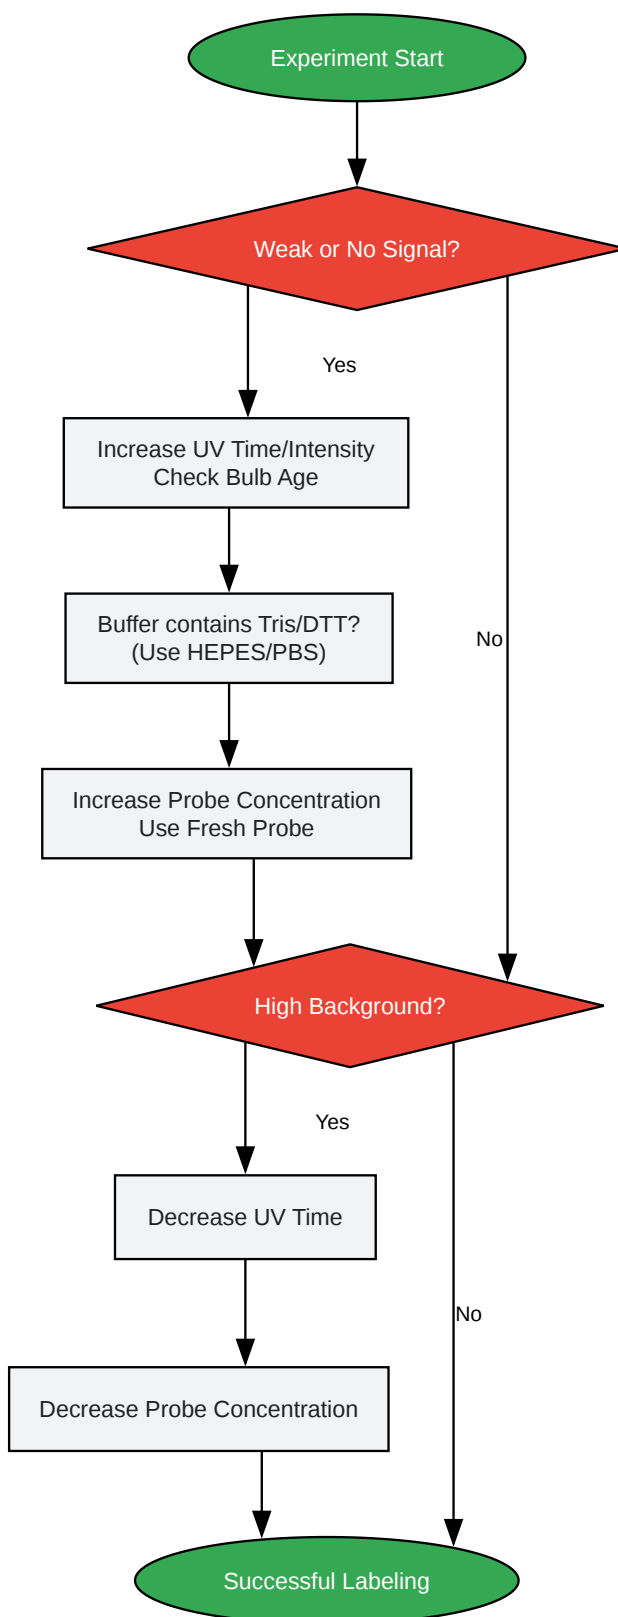 Experiment Start
Weak or No Signal?
Yes
Increase UV Time/Intensity
Check Bulb Age
Buffer contains Tris/DTT?
(Use HEPES/PBS)
No
Increase Probe Concentration
Use Fresh Probe
High Background?
Yes
Decrease UV Time
No
Decrease Probe Concentration
Successful Labeling